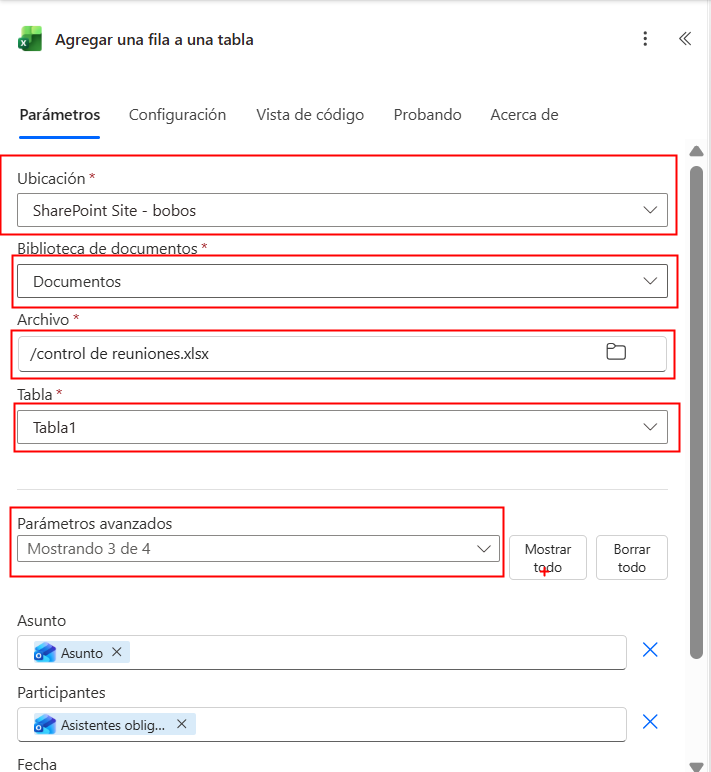 Agregar una fila a una tabla
Parámetros Configuración Vista de código Probando Acerca de
Ubicación *
SharePoint Site - bobos
Biblioteca de documentos *
Documentos
Archivo *
/control de reuniones.xlsx
Tabla *
Tabla1
Parámetros avanzados
Mostrando 3 de 4
Mostrar
todo
Borrar
todo
Asunto
Asunto
Participantes
Asistentes oblig...
Fecha